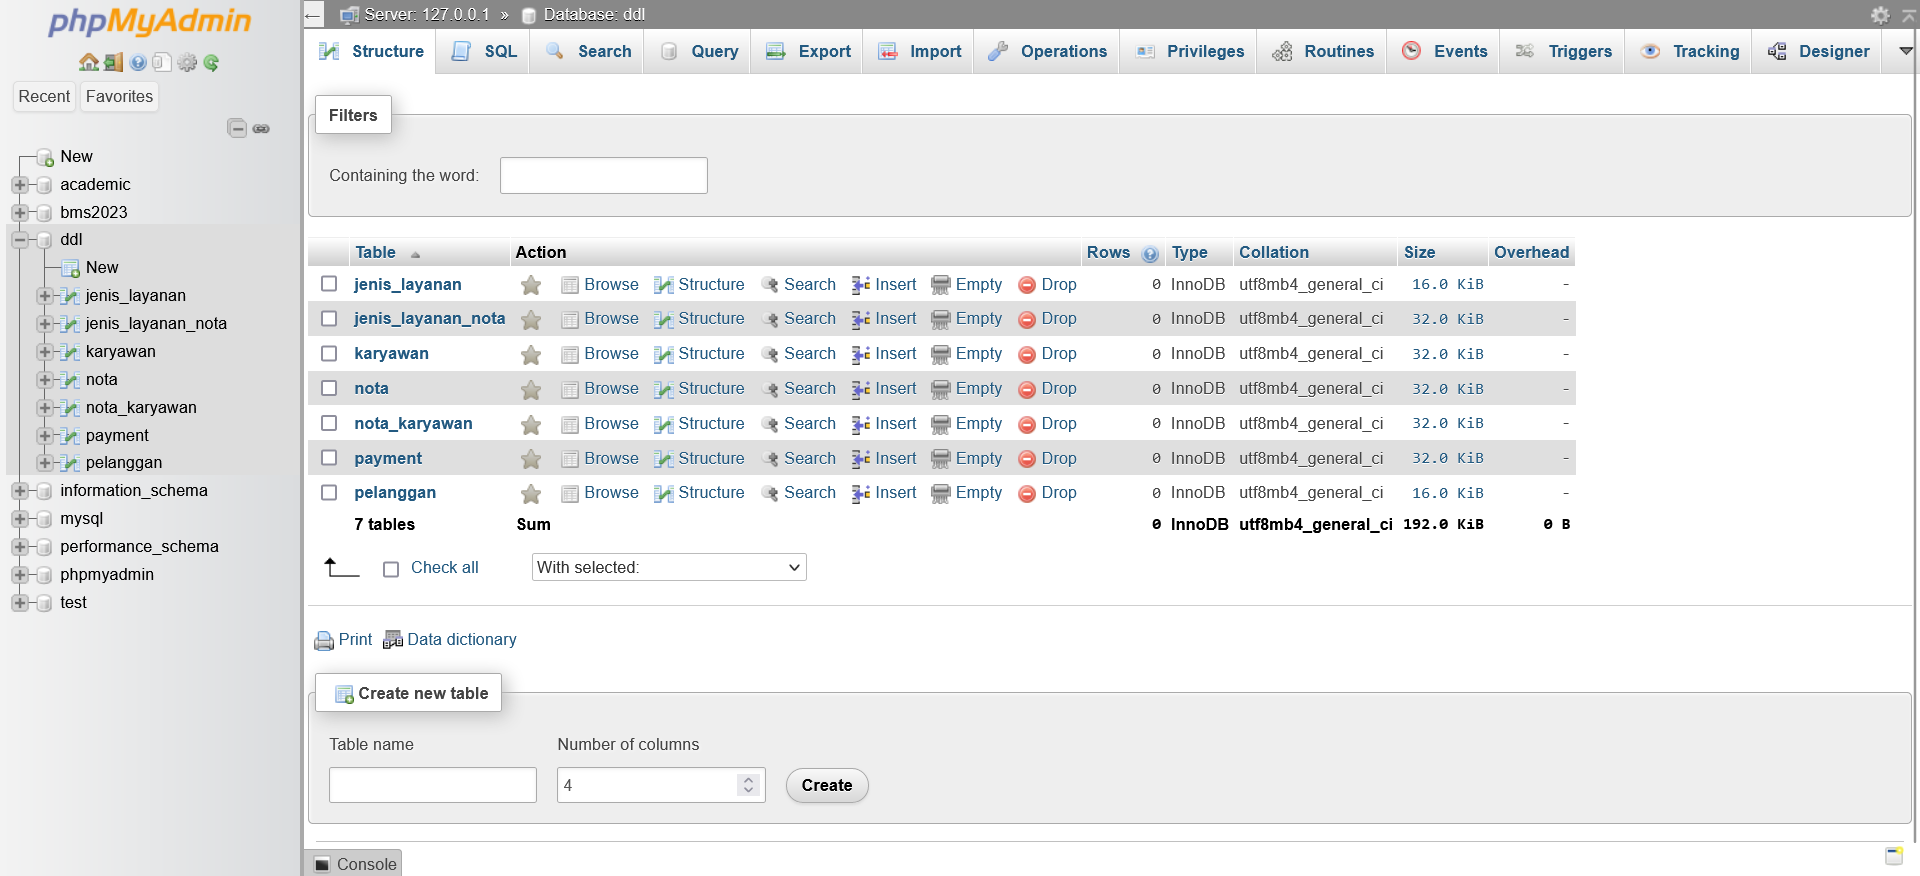 phpMyAdmin
Recent Favorites
New
academic
bms2023
ddl
New
jenis_layanan
jenis_layanan_nota
karyawan
nota
nota_karyawan
payment
pelanggan
information_schema
mysql
performance_schema
phpmyadmin
test
← Server: 127.0.0.1 » Database: ddl
Structure SQL Search Query Export Import Operations Privileges Routines Events Triggers Tracking Designer
Filters
Containing the word:
Table Action Rows Type Collation Size Overhead
jenis_layanan Browse Structure Search Insert Empty Drop 0 InnoDB utf8mb4_general_ci 16.0 KiB -
jenis_layanan_nota Browse Structure Search Insert Empty Drop 0 InnoDB utf8mb4_general_ci 32.0 KiB -
karyawan Browse Structure Search Insert Empty Drop 0 InnoDB utf8mb4_general_ci 32.0 KiB -
nota Browse Structure Search Insert Empty Drop 0 InnoDB utf8mb4_general_ci 32.0 KiB -
nota_karyawan Browse Structure Search Insert Empty Drop 0 InnoDB utf8mb4_general_ci 32.0 KiB -
payment Browse Structure Search Insert Empty Drop 0 InnoDB utf8mb4_general_ci 32.0 KiB -
pelanggan Browse Structure Search Insert Empty Drop 0 InnoDB utf8mb4_general_ci 16.0 KiB -
7 tables Sum 0 InnoDB utf8mb4_general_ci 192.0 KiB 0 B
Check all With selected:
Print Data dictionary
Create new table
Table name Number of columns
4 Create
Console